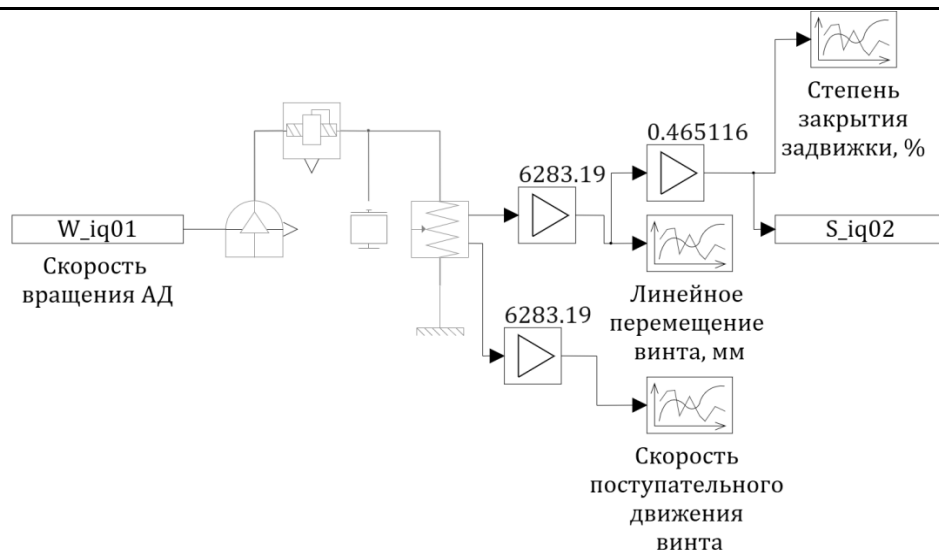 Степень
закрытия
задвижки, %
0.465116
6283.19
W_iq01
S_iq02
Скорость
вращения АД
Линейное
перемещение
винта, мм
6283.19
Скорость
поступательного
движения
винта